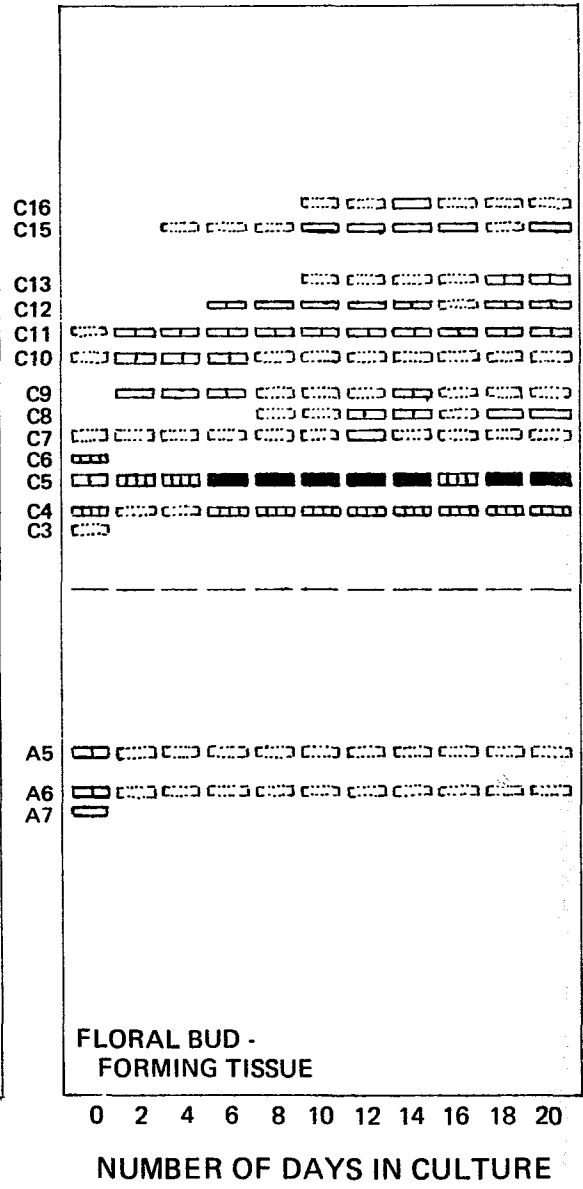 C16
C15
C13
C12
C11
C10
C9
C8
C7
C6
C5
C4
C3
A5
A6
A7
FLORAL BUD -
FORMING TISSUE
0 2 4 6 8 10 12 14 16 18 20
NUMBER OF DAYS IN CULTURE